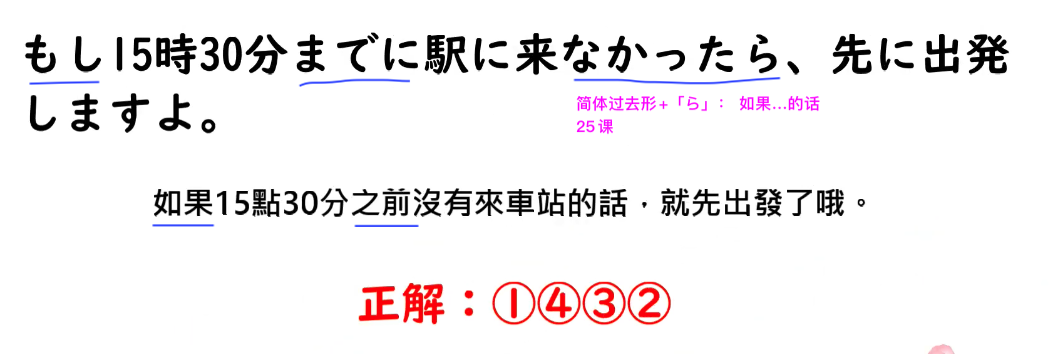 もし15時30分までに駅に来なかったら、先に出発
しますよ。
简体过去形+「ら」: 如果...的话
25课
如果15點30分之前沒有來車站的話，就先出發了哦。
正解：①④③②